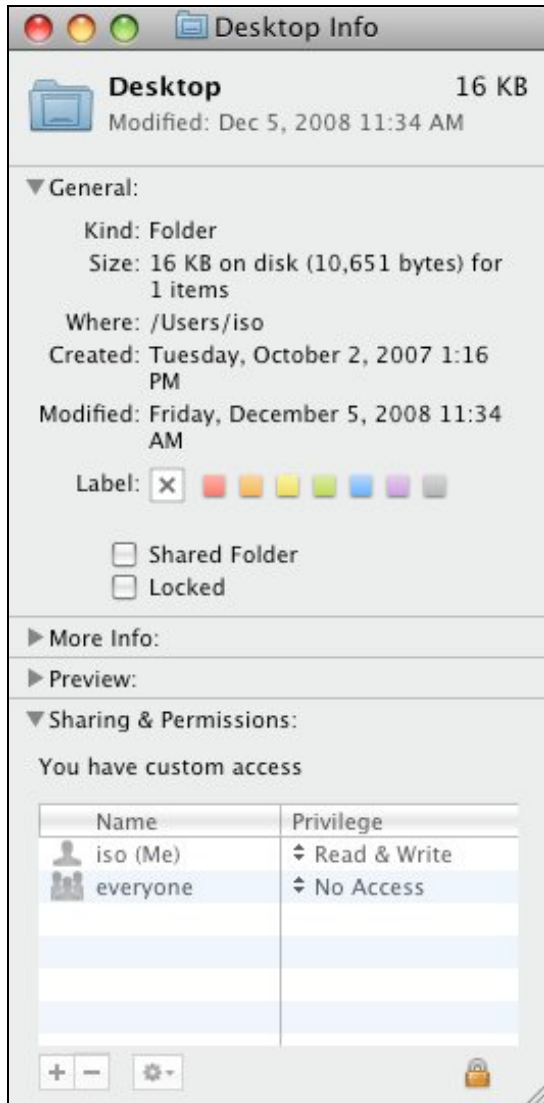 Desktop Info
Desktop 16 KB
Modified: Dec 5, 2008 11:34 AM
General:
Kind: Folder
Size: 16 KB on disk (10,651 bytes) for
1 items
Where: /Users/iso
Created: Tuesday, October 2, 2007 1:16
PM
Modified: Friday, December 5, 2008 11:34
AM
Label:
Shared Folder
Locked
More Info:
Preview:
Sharing & Permissions:
You have custom access
Name Privilege
iso (Me) Read & Write
everyone No Access